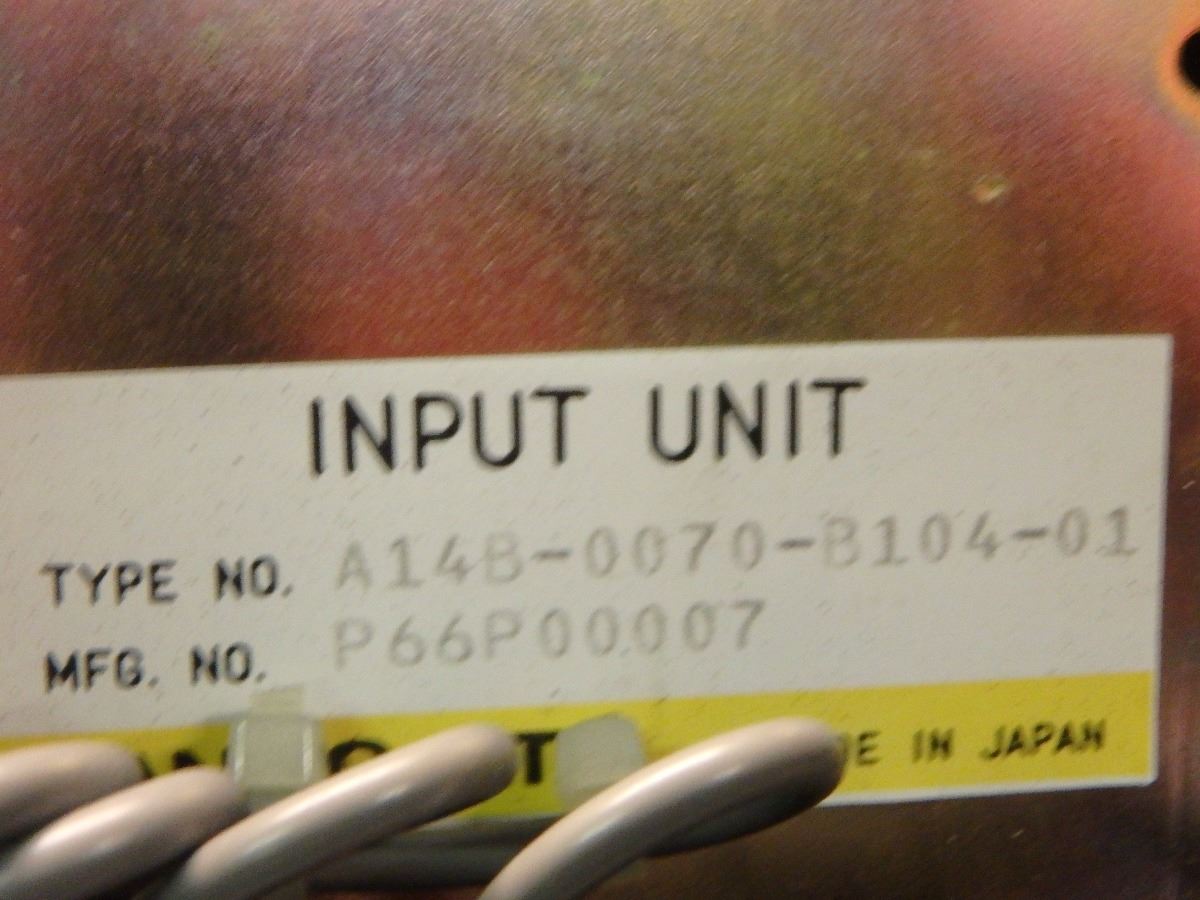 INPUT UNIT
TYPE NO. A14B-0070-B104-01
MFG. NO. P66P00007
IN JAPAN